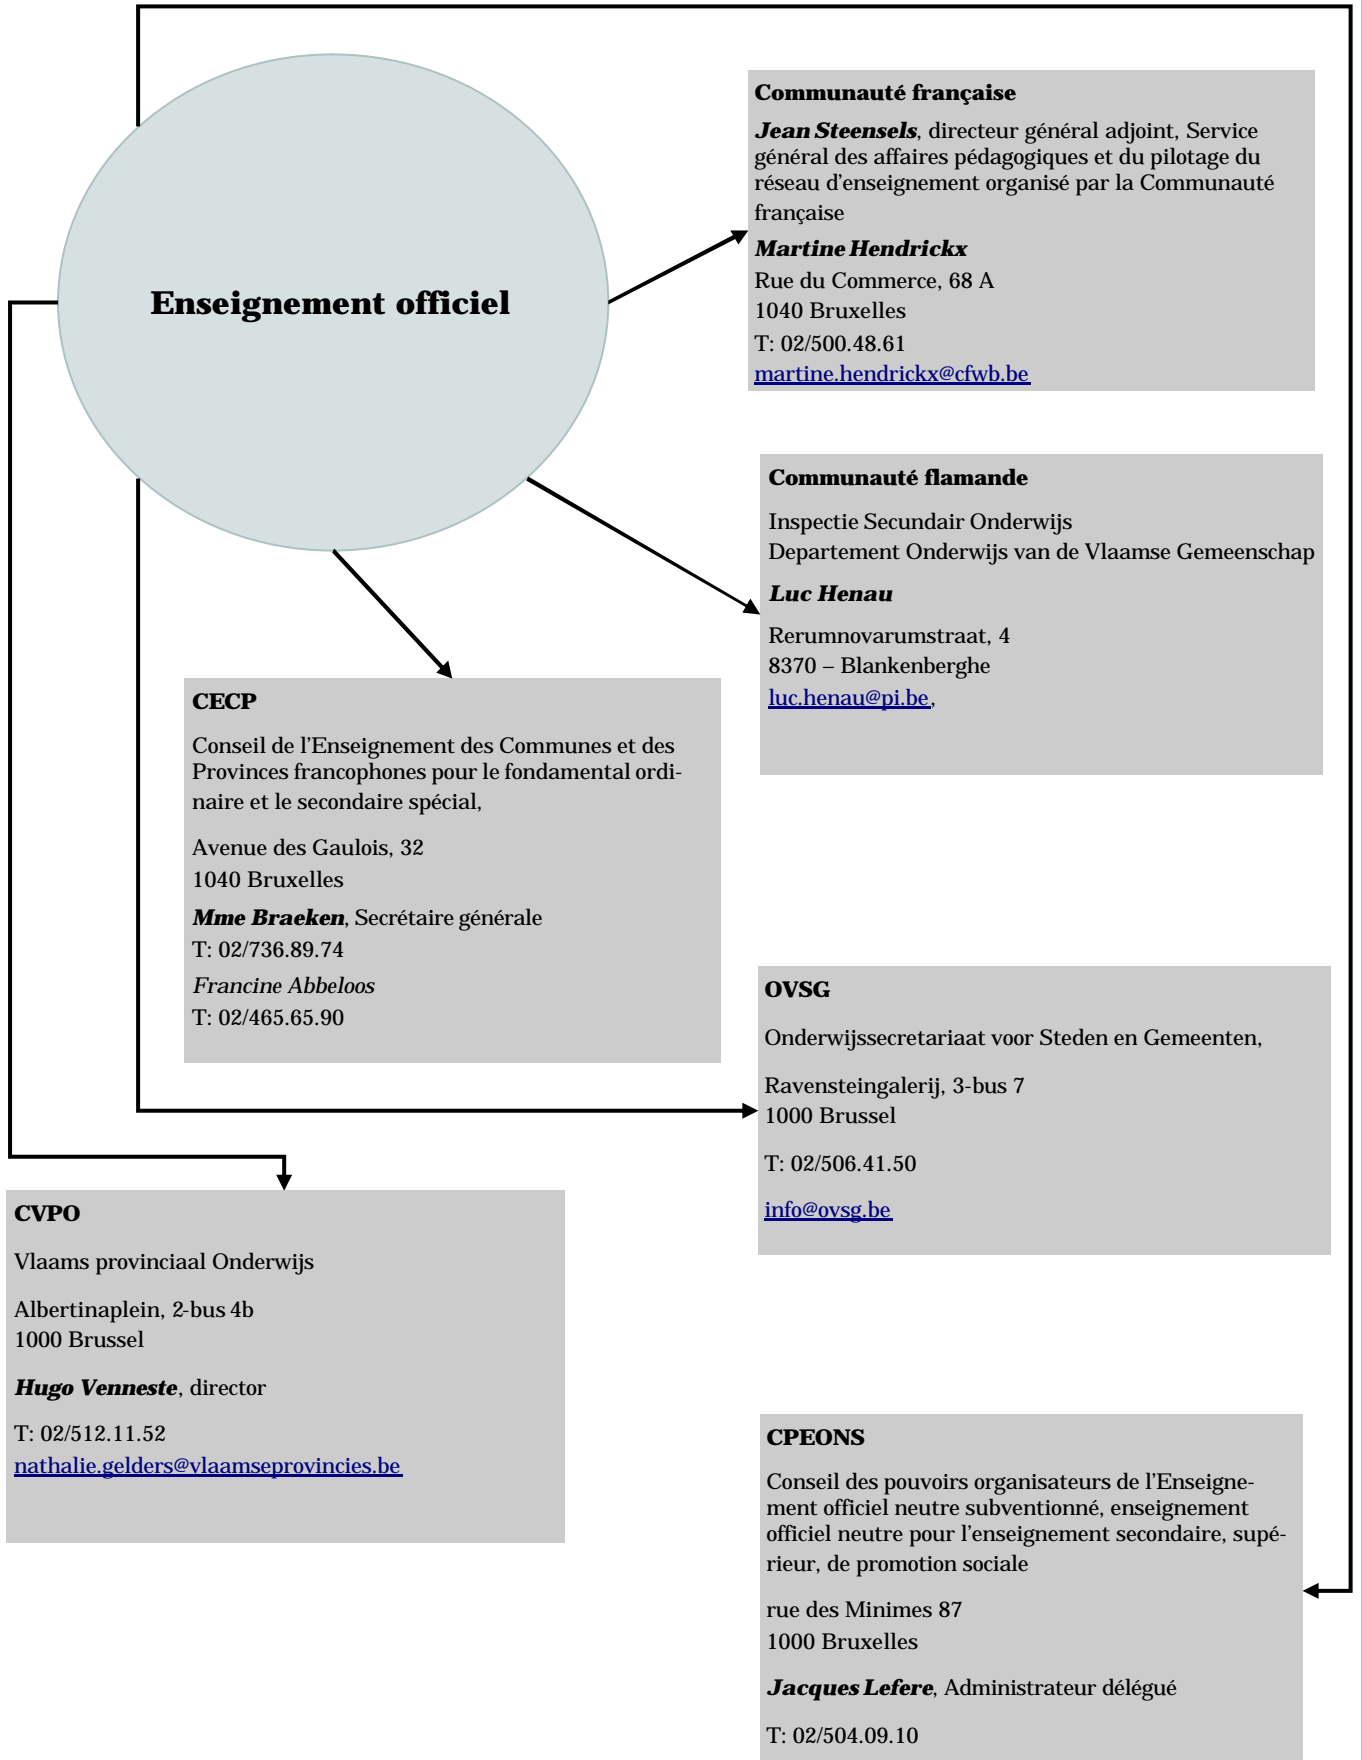 Enseignement officiel
Communauté française
Jean Steensels, directeur général adjoint, Service
général des affaires pédagogiques et du pilotage du
réseau d'enseignement organisé par la Communauté
française
Martine Hendrickx
Rue du Commerce, 68 A
1040 Bruxelles
T: 02/500.48.61
martine.hendrickx@cfwb.be
Communauté flamande
Inspectie Secundair Onderwijs
Departement Onderwijs van de Vlaamse Gemeenschap
Luc Henau
Rerumnovarumstraat, 4
8370 – Blankenberghe
luc.henau@pi.be,
CECP
Conseil de l'Enseignement des Communes et des
Provinces francophones pour le fondamental ordi-
naire et le secondaire spécial,
Avenue des Gaulois, 32
1040 Bruxelles
Mme Braeken, Secrétaire générale
T: 02/736.89.74
Francine Abbeloos
T: 02/465.65.90
OVSG
Onderwijssecretariaat voor Steden en Gemeenten,
Ravensteingalerij, 3-bus 7
1000 Brussel
T: 02/506.41.50
info@ovsg.be
CVPO
Vlaams provinciaal Onderwijs
Albertinaplein, 2-bus 4b
1000 Brussel
Hugo Venneste, director
T: 02/512.11.52
nathalie.gelders@vlaamseprovincies.be
CPEONS
Conseil des pouvoirs organisateurs de l'Enseigne-
ment officiel neutre subventionné, enseignement
officiel neutre pour l'enseignement secondaire, supé-
rieur, de promotion sociale
rue des Minimes 87
1000 Bruxelles
Jacques Lefere, Administrateur délégué
T: 02/504.09.10